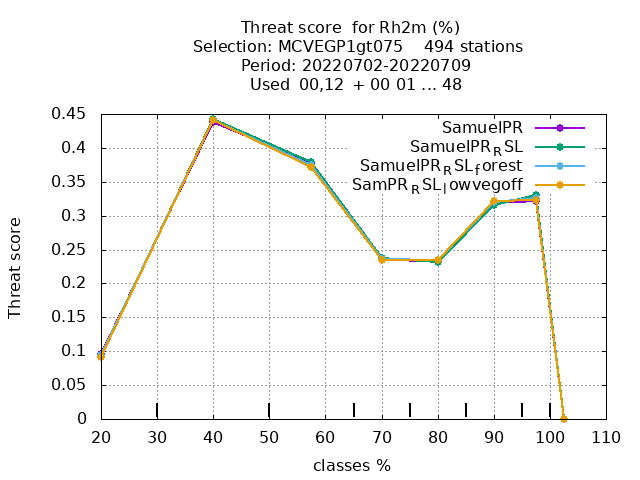 Threat score  for Rh2m (%)
Selection: MCVEGP1gt075    494 stations
Period: 20220702-20220709
Used  00,12  + 00 01 ... 48
SamuelPR
SamuelPR_RSL
SamuelPR_RSL_forest
SamPR_RSL_lowvegoff
0.45
0.4
0.35
0.3
0.25
0.2
0.15
0.1
0.05
0
Threat score
20 30 40 50 60 70 80 90 100 110
classes %